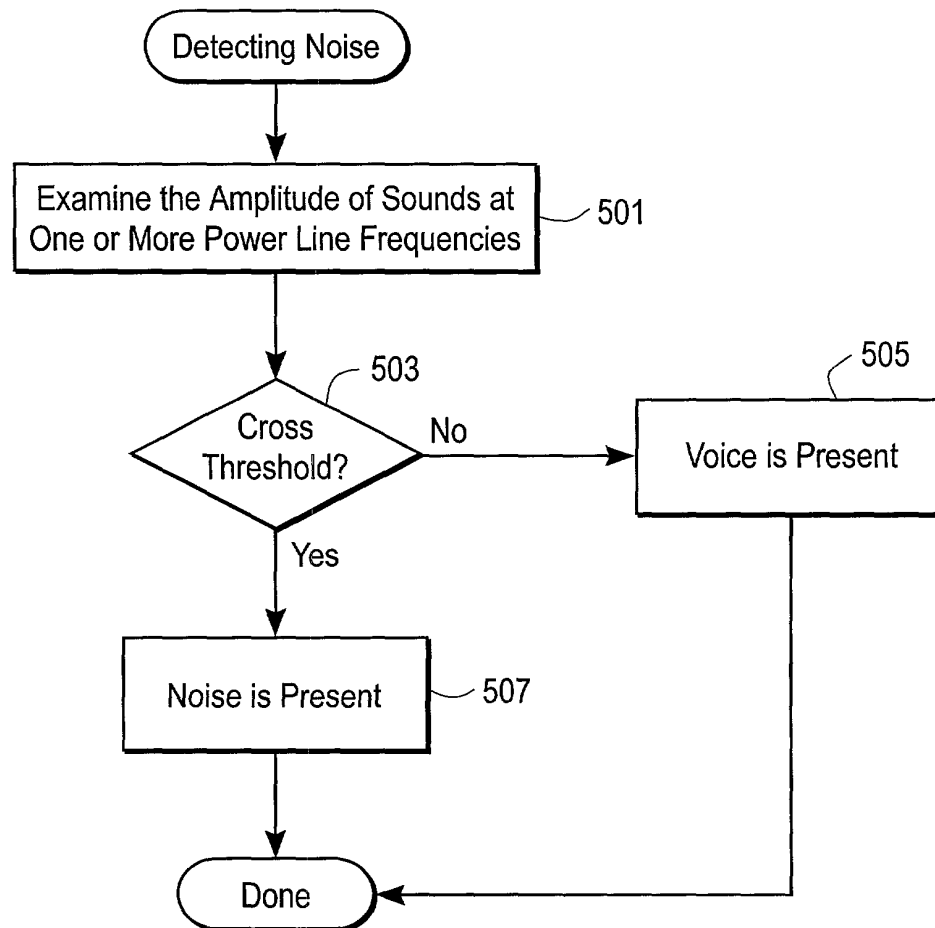 Detecting Noise
Examine the Amplitude of Sounds at
One or More Power Line Frequencies
501
503
Cross
Threshold?
No
505
Voice is Present
Yes
Noise is Present
507
Done